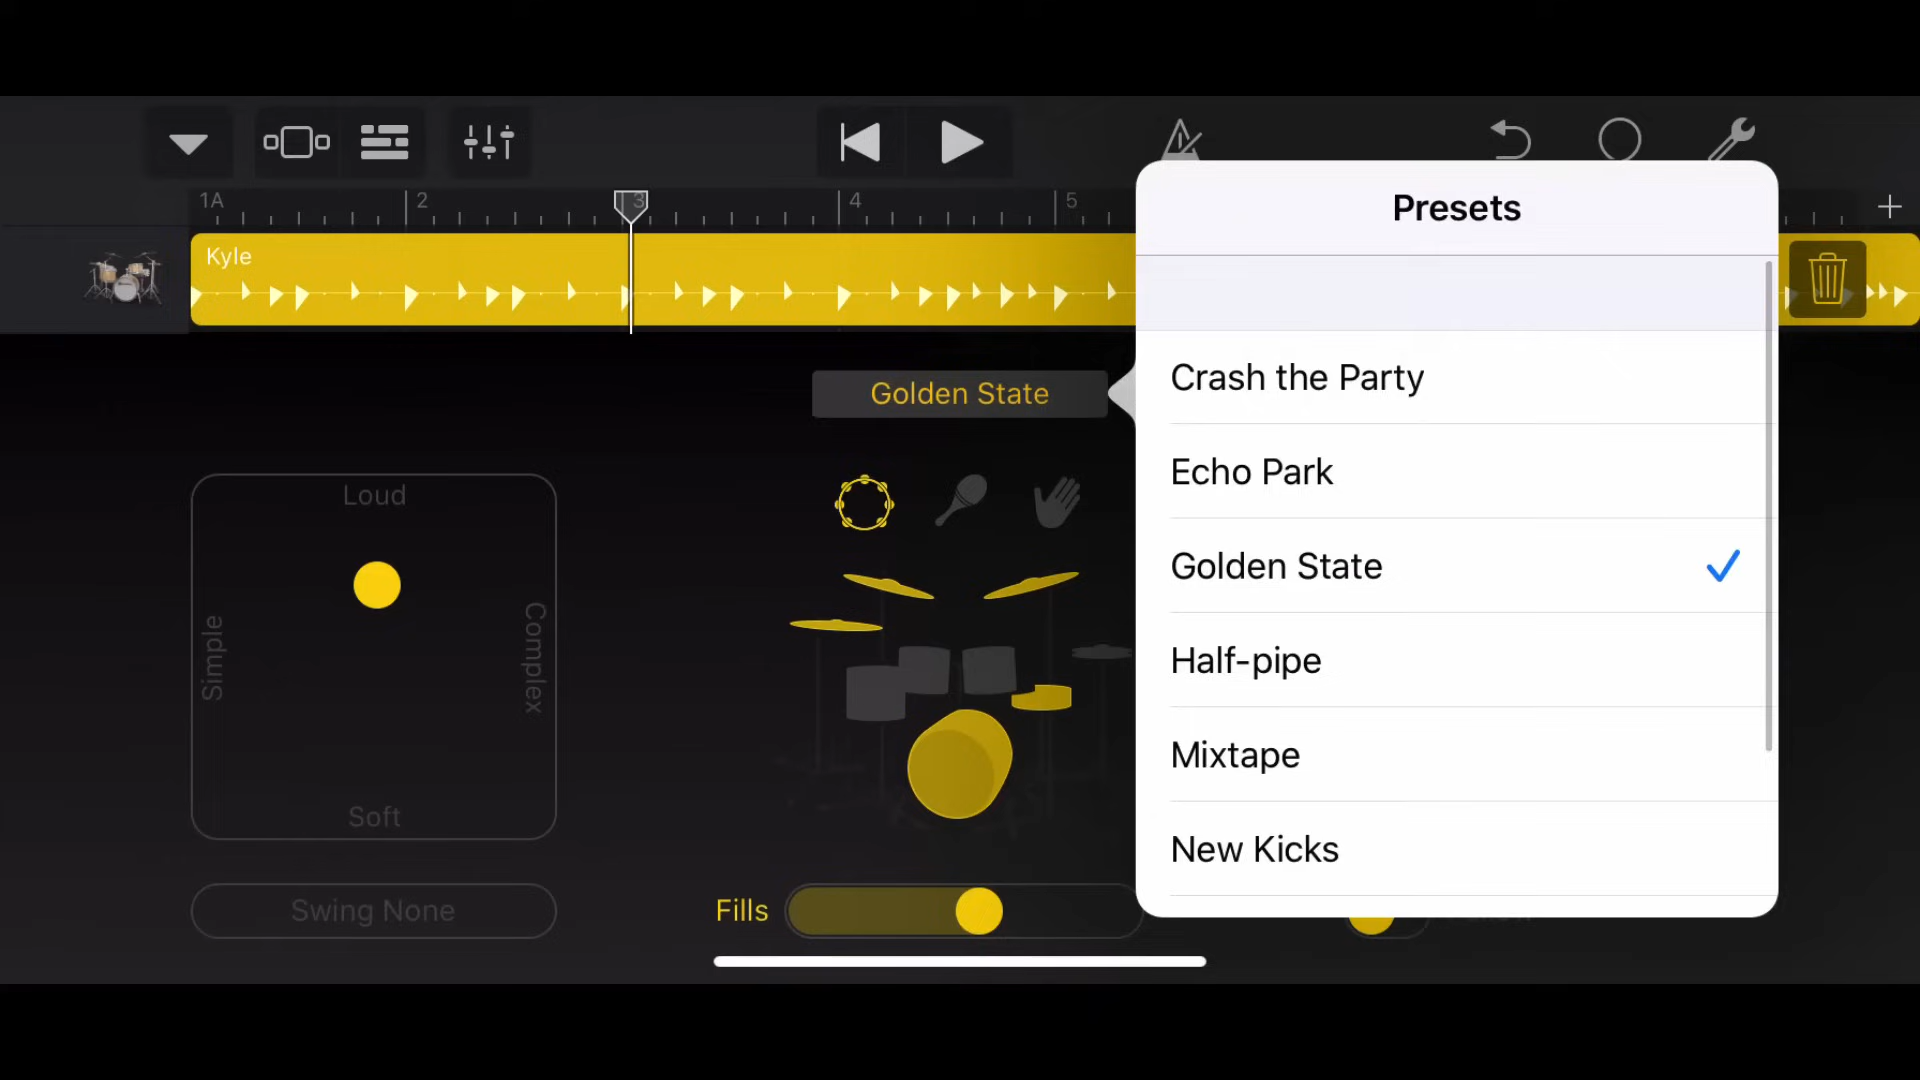 1A 2 3 4 5
Kyle
Golden State
Loud
Simple
Complex
Soft
Swing None
Fills
Presets
Crash the Party
Echo Park
Golden State
Half-pipe
Mixtape
New Kicks